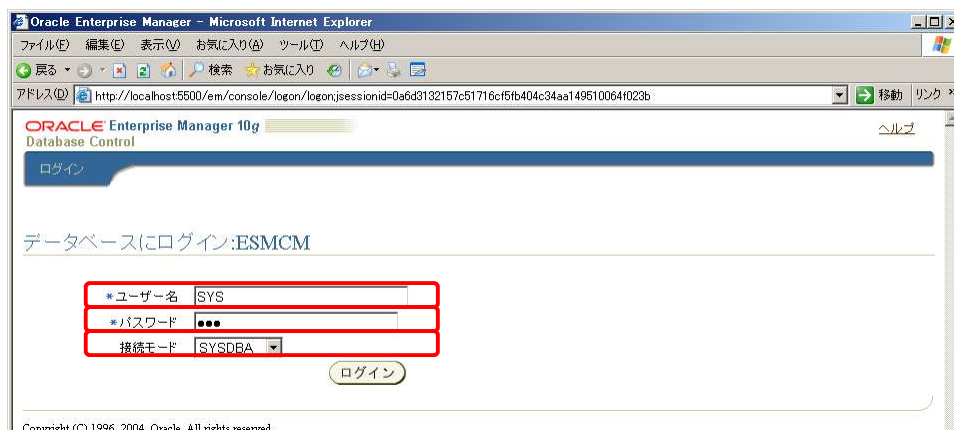 Oracle Enterprise Manager - Microsoft Internet Explorer
ファイル(F) 編集(E) 表示(V) お気に入り(A) ツール(T) ヘルプ(H)
戻る 検索 お気に入り
アドレス(D) http://localhost:5500/em/console/logon/logon;jsessionid=0a6d3132157c51716cf5fb404c34aa149510064f023b 移動 リンク »
ORACLE Enterprise Manager 10g ヘルプ
Database Control
ログイン
データベースにログイン:ESMCM
* ユーザー名 SYS
* パスワード ●●●
接続モード SYSDBA
ログイン
Copyright (C) 1996, 2004, Oracle. All rights reserved.